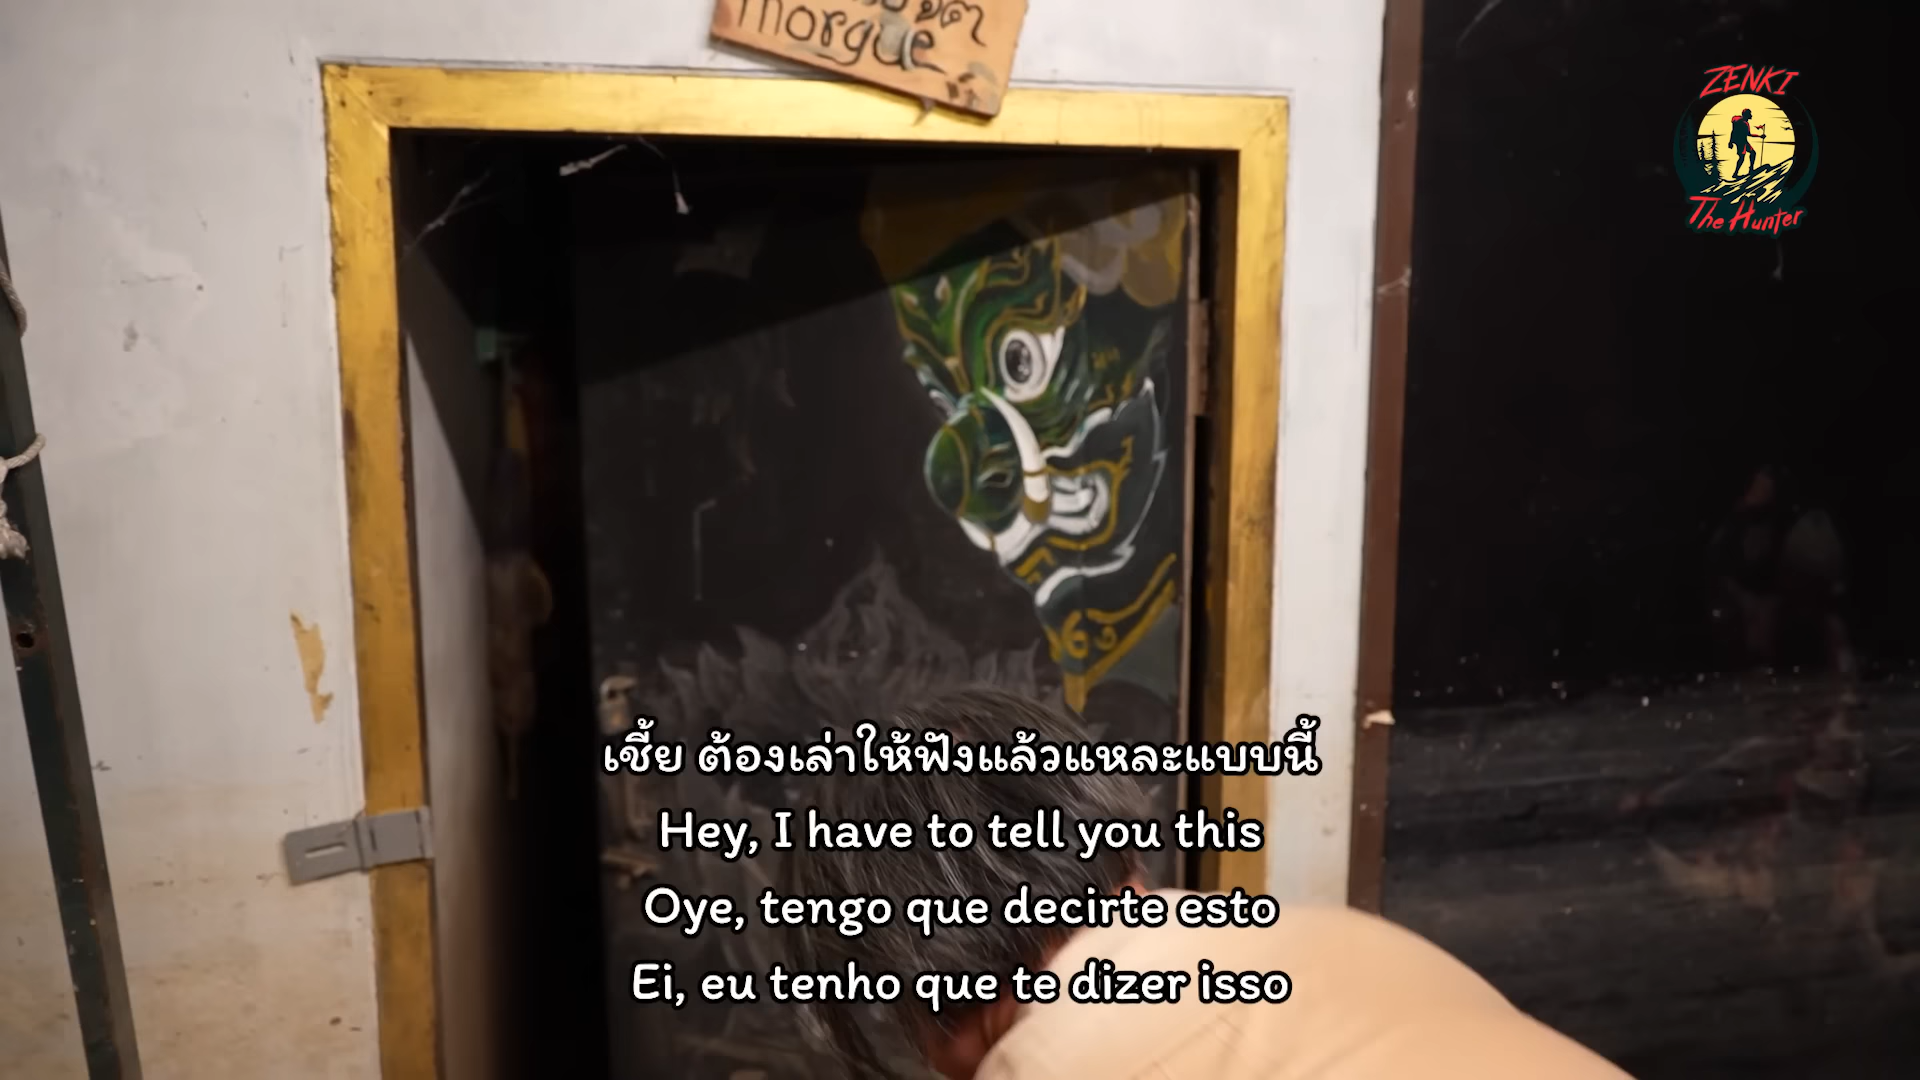 morgue
ZENKI
The Hunter
เชี้ย ต้องเล่าให้ฟังแล้วแหละแบบนี้
Hey, I have to tell you this
Oye, tengo que decirte esto
Ei, eu tenho que te dizer isso